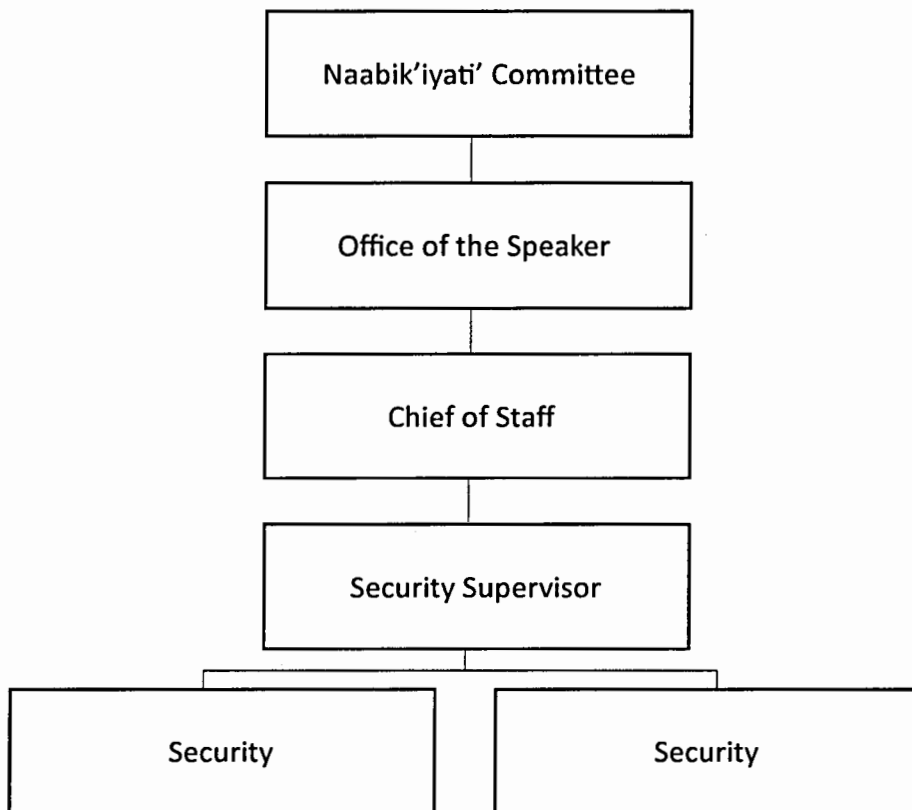 Naabik'iyati' Committee
Office of the Speaker
Chief of Staff
Security Supervisor
Security
Security